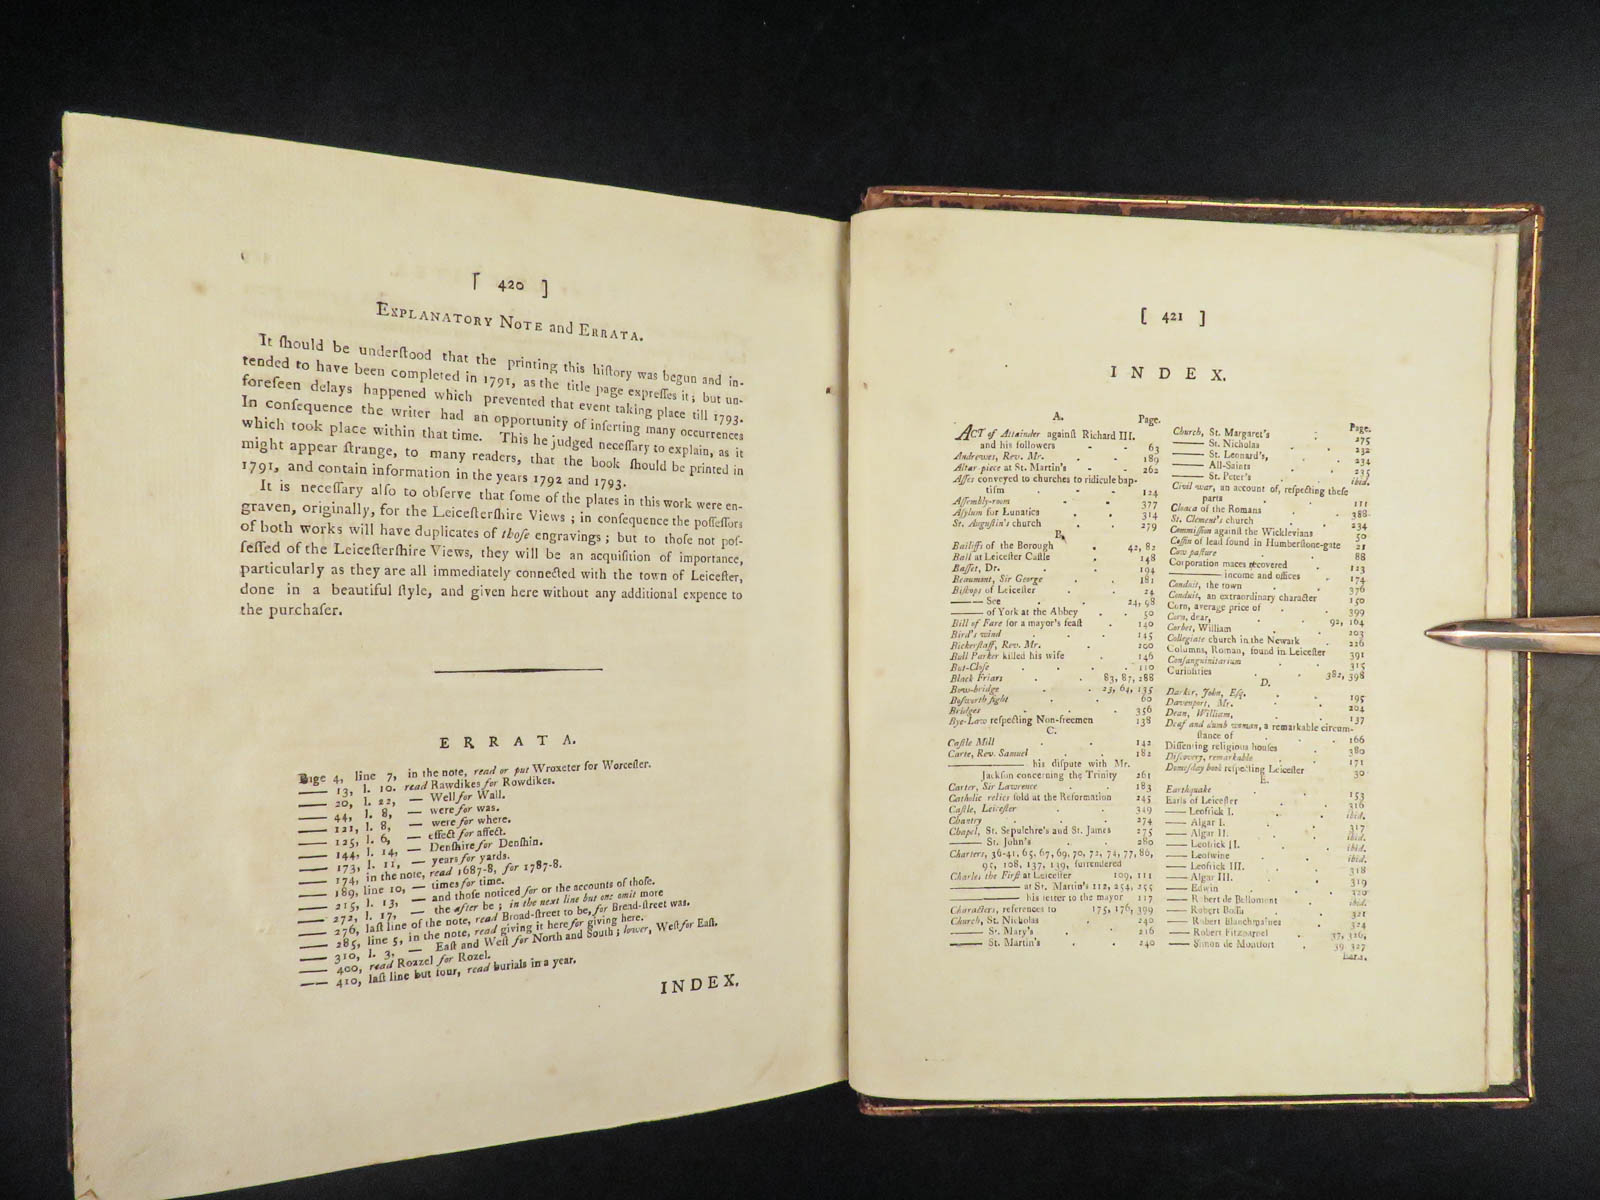 [ 420 ]
EXPLANATORY NOTE and ERRATA.
It ſhould be underſtood that the printing this hiſtory was begun and in-
tended to have been completed in 1791, as the title page expreſſes it; but un-
foreſeen delays happened which prevented that event taking place till 1793.
In conſequence the writer had an opportunity of inſerting many occurrences
which took place within that time. This he judged neceſſary to explain, as it
might appear ſtrange, to many readers, that the book ſhould be printed in
1791, and contain information in the years 1792 and 1793.
It is neceſſary alſo to obſerve that ſome of the plates in this work were en-
graven, originally, for the Leiceſterſhire Views; in conſequence the poſſeſſors
of both works will have duplicates of thoſe engravings; but to thoſe not poſ-
ſeſſed of the Leiceſterſhire Views, they will be an acquiſition of importance,
particularly as they are all immediately connected with the town of Leiceſter,
done in a beautiful ſtyle, and given here without any additional expence to
the purchaſer.
ERRATA.
Page 4, line 7, in the note, read or put Wroxeter for Worceſter.
—— 13, l. 10. read Rawdikes for Rowdikes.
—— 20, l. 22, — Well for Wall.
—— 44, l. 8, — were for was.
—— 121, l. 8, — were for where.
—— 125, l. 6, — effect for affect.
—— 144, l. 14, — Denſhire for Denſhin.
—— 173, l. 11, — years for yards.
—— 174, in the note, read 1687-8, for 1787-8.
—— 189, line 10, — times for time.
—— 215, l. 13, — and thoſe noticed for or the accounts of thoſe.
—— 272, l. 17, — the after be; in the next line but one omit more
—— 276, laſt line of the note, read Broad-ſtreet to be, for Bread-ſtreet was.
—— 285, line 5, in the note, read giving it here for giving here.
—— 310, l. 3, — Eaſt and Weſt for North and South; lower, Weſt for Eaſt.
—— 400, read Rozzel for Rozel.
—— 410, laſt line but four, read burials in a year.
INDEX.
[ 421 ]
INDEX.
A. Page.
ACT of Attainder againſt Richard III.
and his followers 63
Andrewes, Rev. Mr. 189
Altar-piece at St. Martin's 262
Aſſes conveyed to churches to ridicule bap-
tiſm 124
Aſſembly-room 377
Aſylum for Lunatics 314
St. Auguſtin's church 279
B.
Bailiffs of the Borough 42, 82
Ball at Leiceſter Caſtle 148
Baſſet, Dr. 194
Beaumont, Sir George 181
Biſhops of Leiceſter 24
—— See 24, 98
—— of York at the Abbey 50
Bill of Fare for a mayor's feaſt 140
Bird's wind 145
Bickerſtaff, Rev. Mr. 200
Bull Parker killed his wife 146
But-Cloſe 110
Black Friars 83, 87, 288
Bow-bridge 23, 64, 135
Boſworth fight 60
Bridges 356
Bye-Law reſpecting Non-freemen 138
C.
Caſtle Mill 142
Carte, Rev. Samuel 182
—— his diſpute with Mr.
Jackſon concerning the Trinity 261
Carter, Sir Lawrence 183
Catholic relics ſold at the Reformation 245
Caſtle, Leiceſter 349
Chantry 274
Chapel, St. Sepulchre's and St. James 275
—— St. John's 280
Charters, 36-41, 65, 67, 69, 70, 72, 74, 77, 86,
95, 108, 137, 139, ſurrendered
Charles the Firſt at Leiceſter 109, 111
—— at St. Martin's 112, 254, 255
—— his letter to the mayor 117
Characters, references to 175, 176, 399
Church, St. Nicholas 240
—— St. Mary's 216
—— St. Martin's 240
Page.
Church, St. Margaret's 275
—— St. Nicholas 232
—— St. Leonard's, 234
—— All-Saints 235
—— St. Peter's ibid.
Civil war, an account of, reſpecting theſe
parts 111
Cloaca of the Romans 388
St. Clement's church 234
Commiſſion againſt the Wicklevians 50
Coffin of lead found in Humberſtone-gate 21
Cow paſture 88
Corporation maces recovered 123
—— income and offices 174
Conduit, the town 376
Conduit, an extraordinary character 150
Corn, average price of 399
Corn, dear, 92, 164
Corbet, William 203
Collegiate church in the Newark 226
Columns, Roman, found in Leiceſter 391
Conſanguinitarium 315
Curioſities 382, 398
D.
Darker, John, Eſq. 195
Davenport, Mr. 204
Dean, William, 137
Deaf and dumb woman, a remarkable circum-
ſtance of 166
Diſſenting religious houſes 380
Diſcovery, remarkable 171
Domeſday book reſpecting Leiceſter 30
E.
Earthquake 153
Earls of Leiceſter 316
—— Leofrick I. ibid.
—— Algar I. 317
—— Algar II. ibid.
—— Leofrick II. ibid.
—— Leofwine ibid.
—— Leofrick III. 318
—— Algar III. 319
—— Edwin 320
—— Robert de Bellomont ibid.
—— Robert Boſſu 321
—— Robert Blanchmaines 324
—— Robert Fitzparnel 37, 326,
—— Simon de Montfort 39 327
Earls.